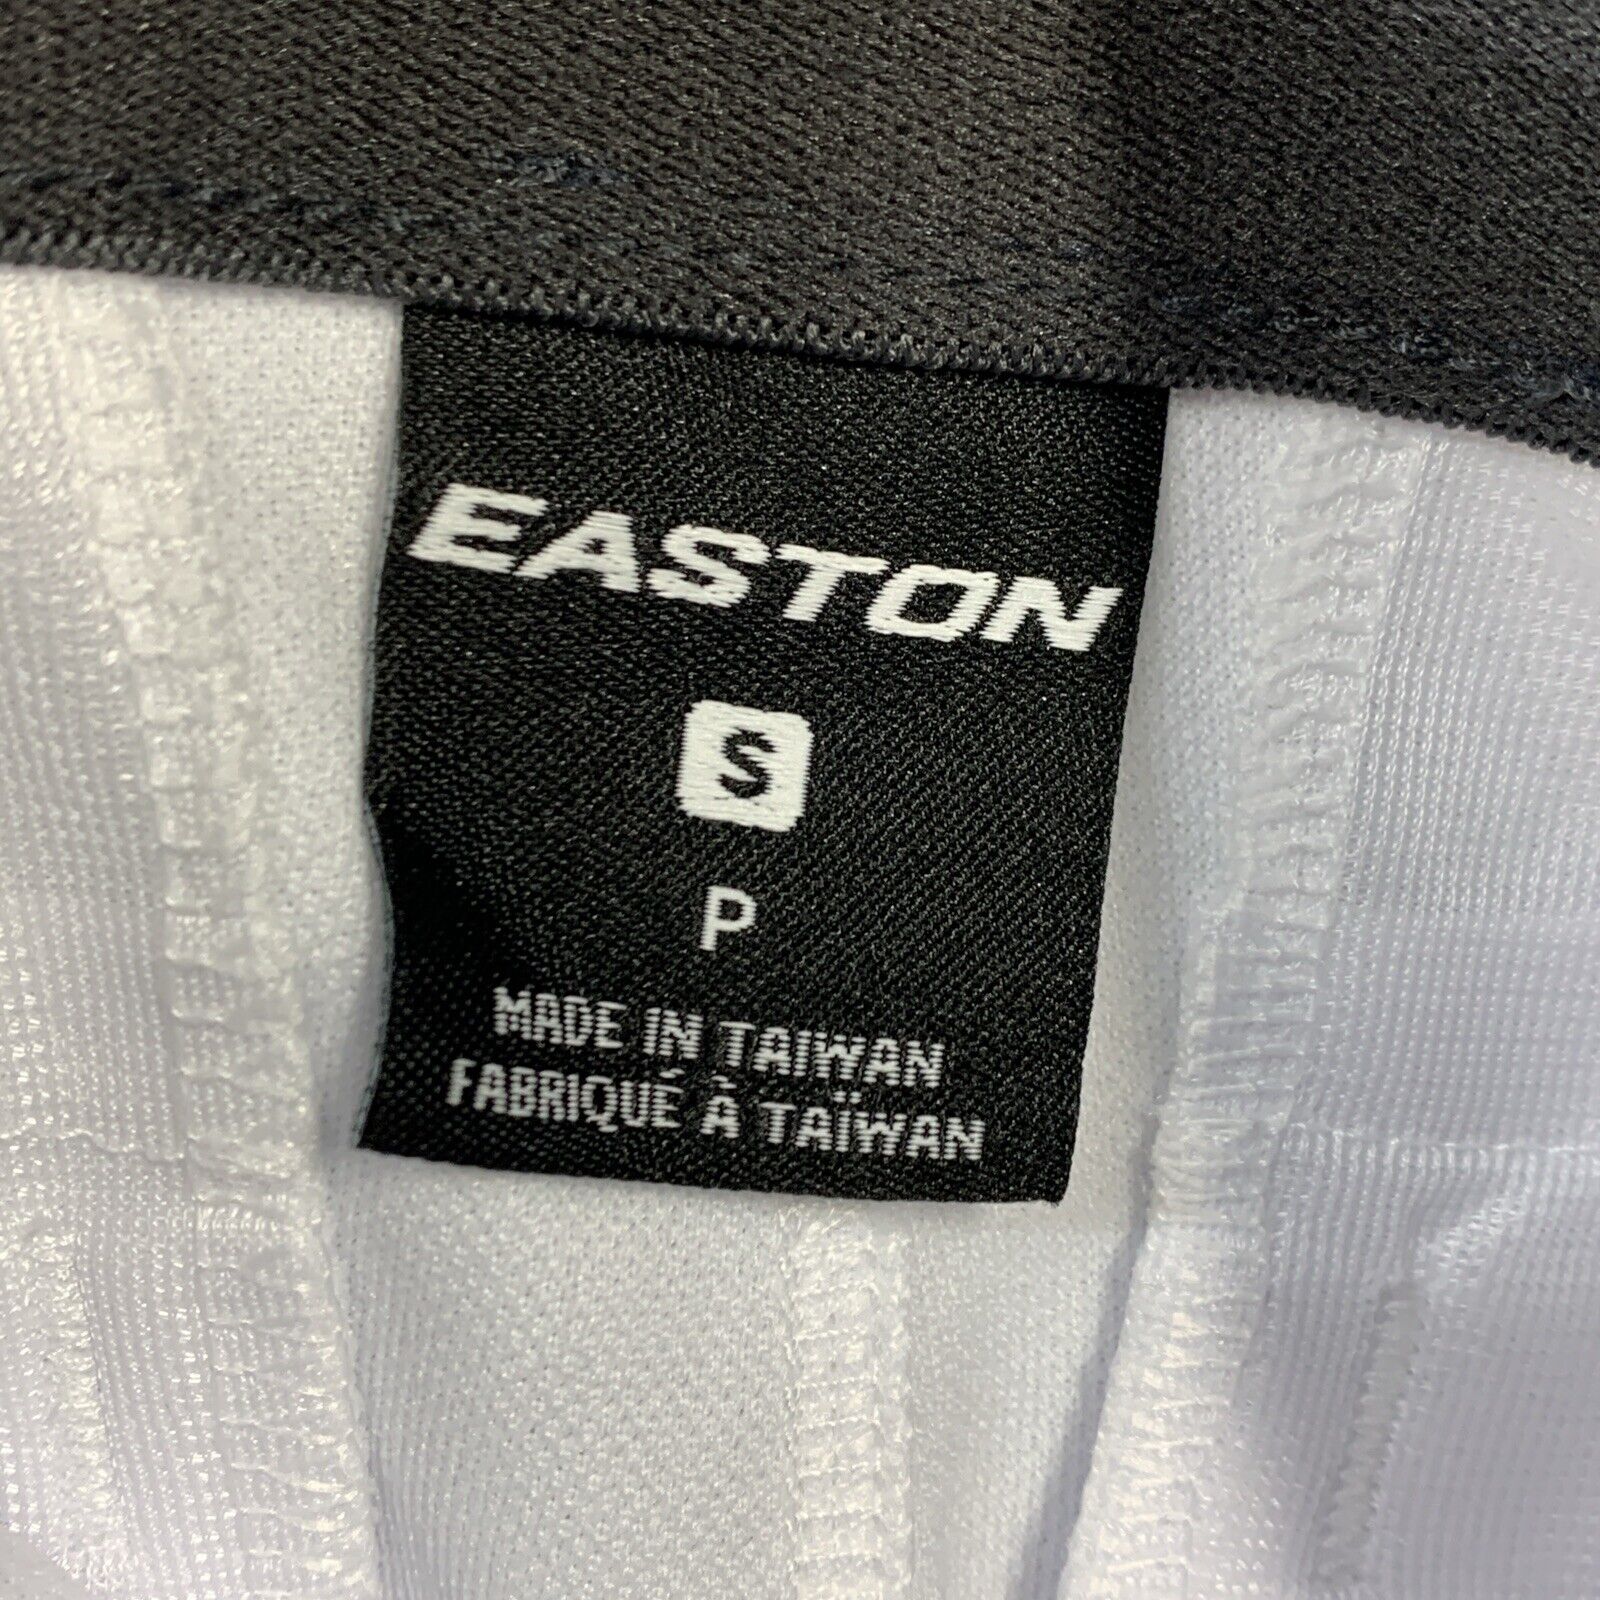 EASTON
S
P
MADE IN TAIWAN
FABRIQUÉ À TAÏWAN